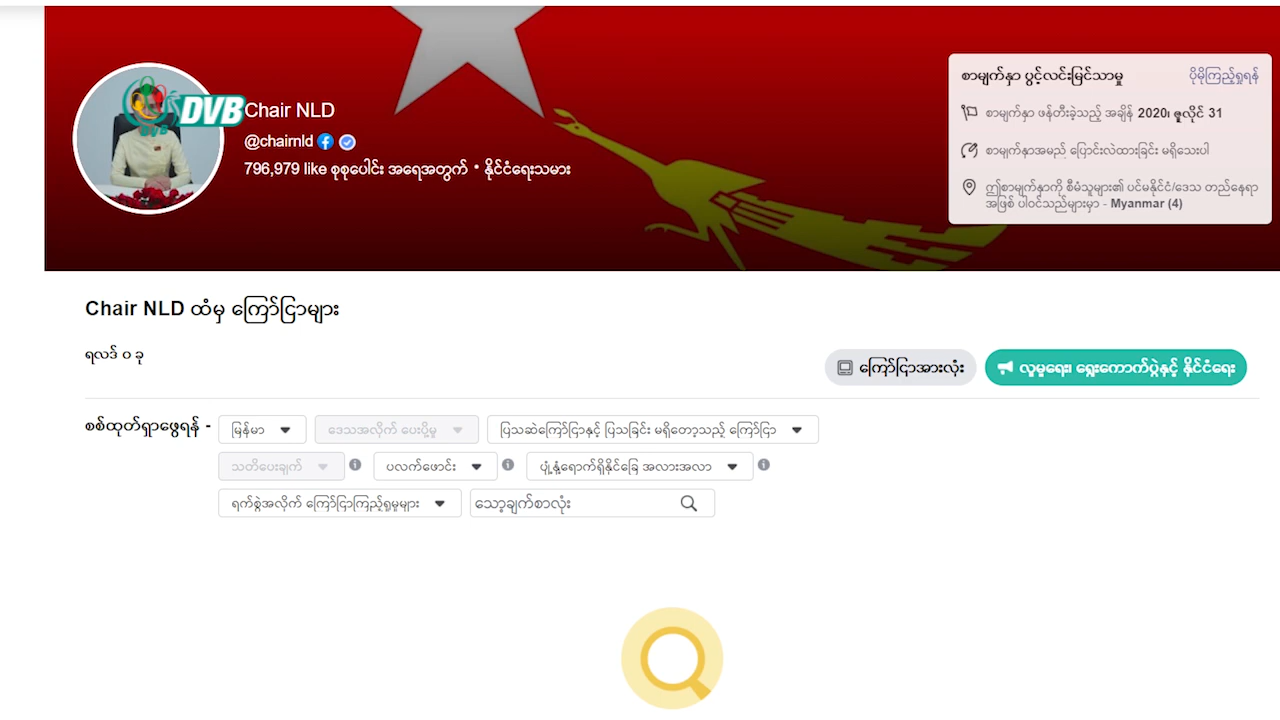 DVB
DVB
Chair NLD
@chairnld
796,979 like စုစုပေါင်း အရေအတွက် • နိုင်ငံရေးသမား
စာမျက်နှာ ပွင့်လင်းမြင်သာမှု
ပိုမိုကြည့်ရှုရန်
စာမျက်နှာ ဖန်တီးခဲ့သည့် အချိန် 2020၊ ဇူလိုင် 31
စာမျက်နှာအမည် ပြောင်းလဲထားခြင်း မရှိသေးပါ
ဤစာမျက်နှာကို စီမံသူများ၏ ပင်မနိုင်ငံ/ဒေသ တည်နေရာ
အဖြစ် ပါဝင်သည်များမှာ - Myanmar (4)
Chair NLD ထံမှ ကြော်ငြာများ
ရလဒ် ၀ ခု
ကြော်ငြာအားလုံး
လူမှုရေး၊ ရွေးကောက်ပွဲနှင့် နိုင်ငံရေး
စစ်ထုတ်ရှာဖွေရန် -
မြန်မာ
ဒေသအလိုက် ပေးပို့မှု
ပြသဆဲကြော်ငြာနှင့် ပြသခြင်း မရှိတော့သည့် ကြော်ငြာ
သတိပေးချက်
ပလက်ဖောင်း
ပျံ့နှံ့ရောက်ရှိနိုင်ခြေ အလားအလာ
ရက်စွဲအလိုက် ကြော်ငြာကြည့်ရှုမှုများ
သော့ချက်စာလုံး